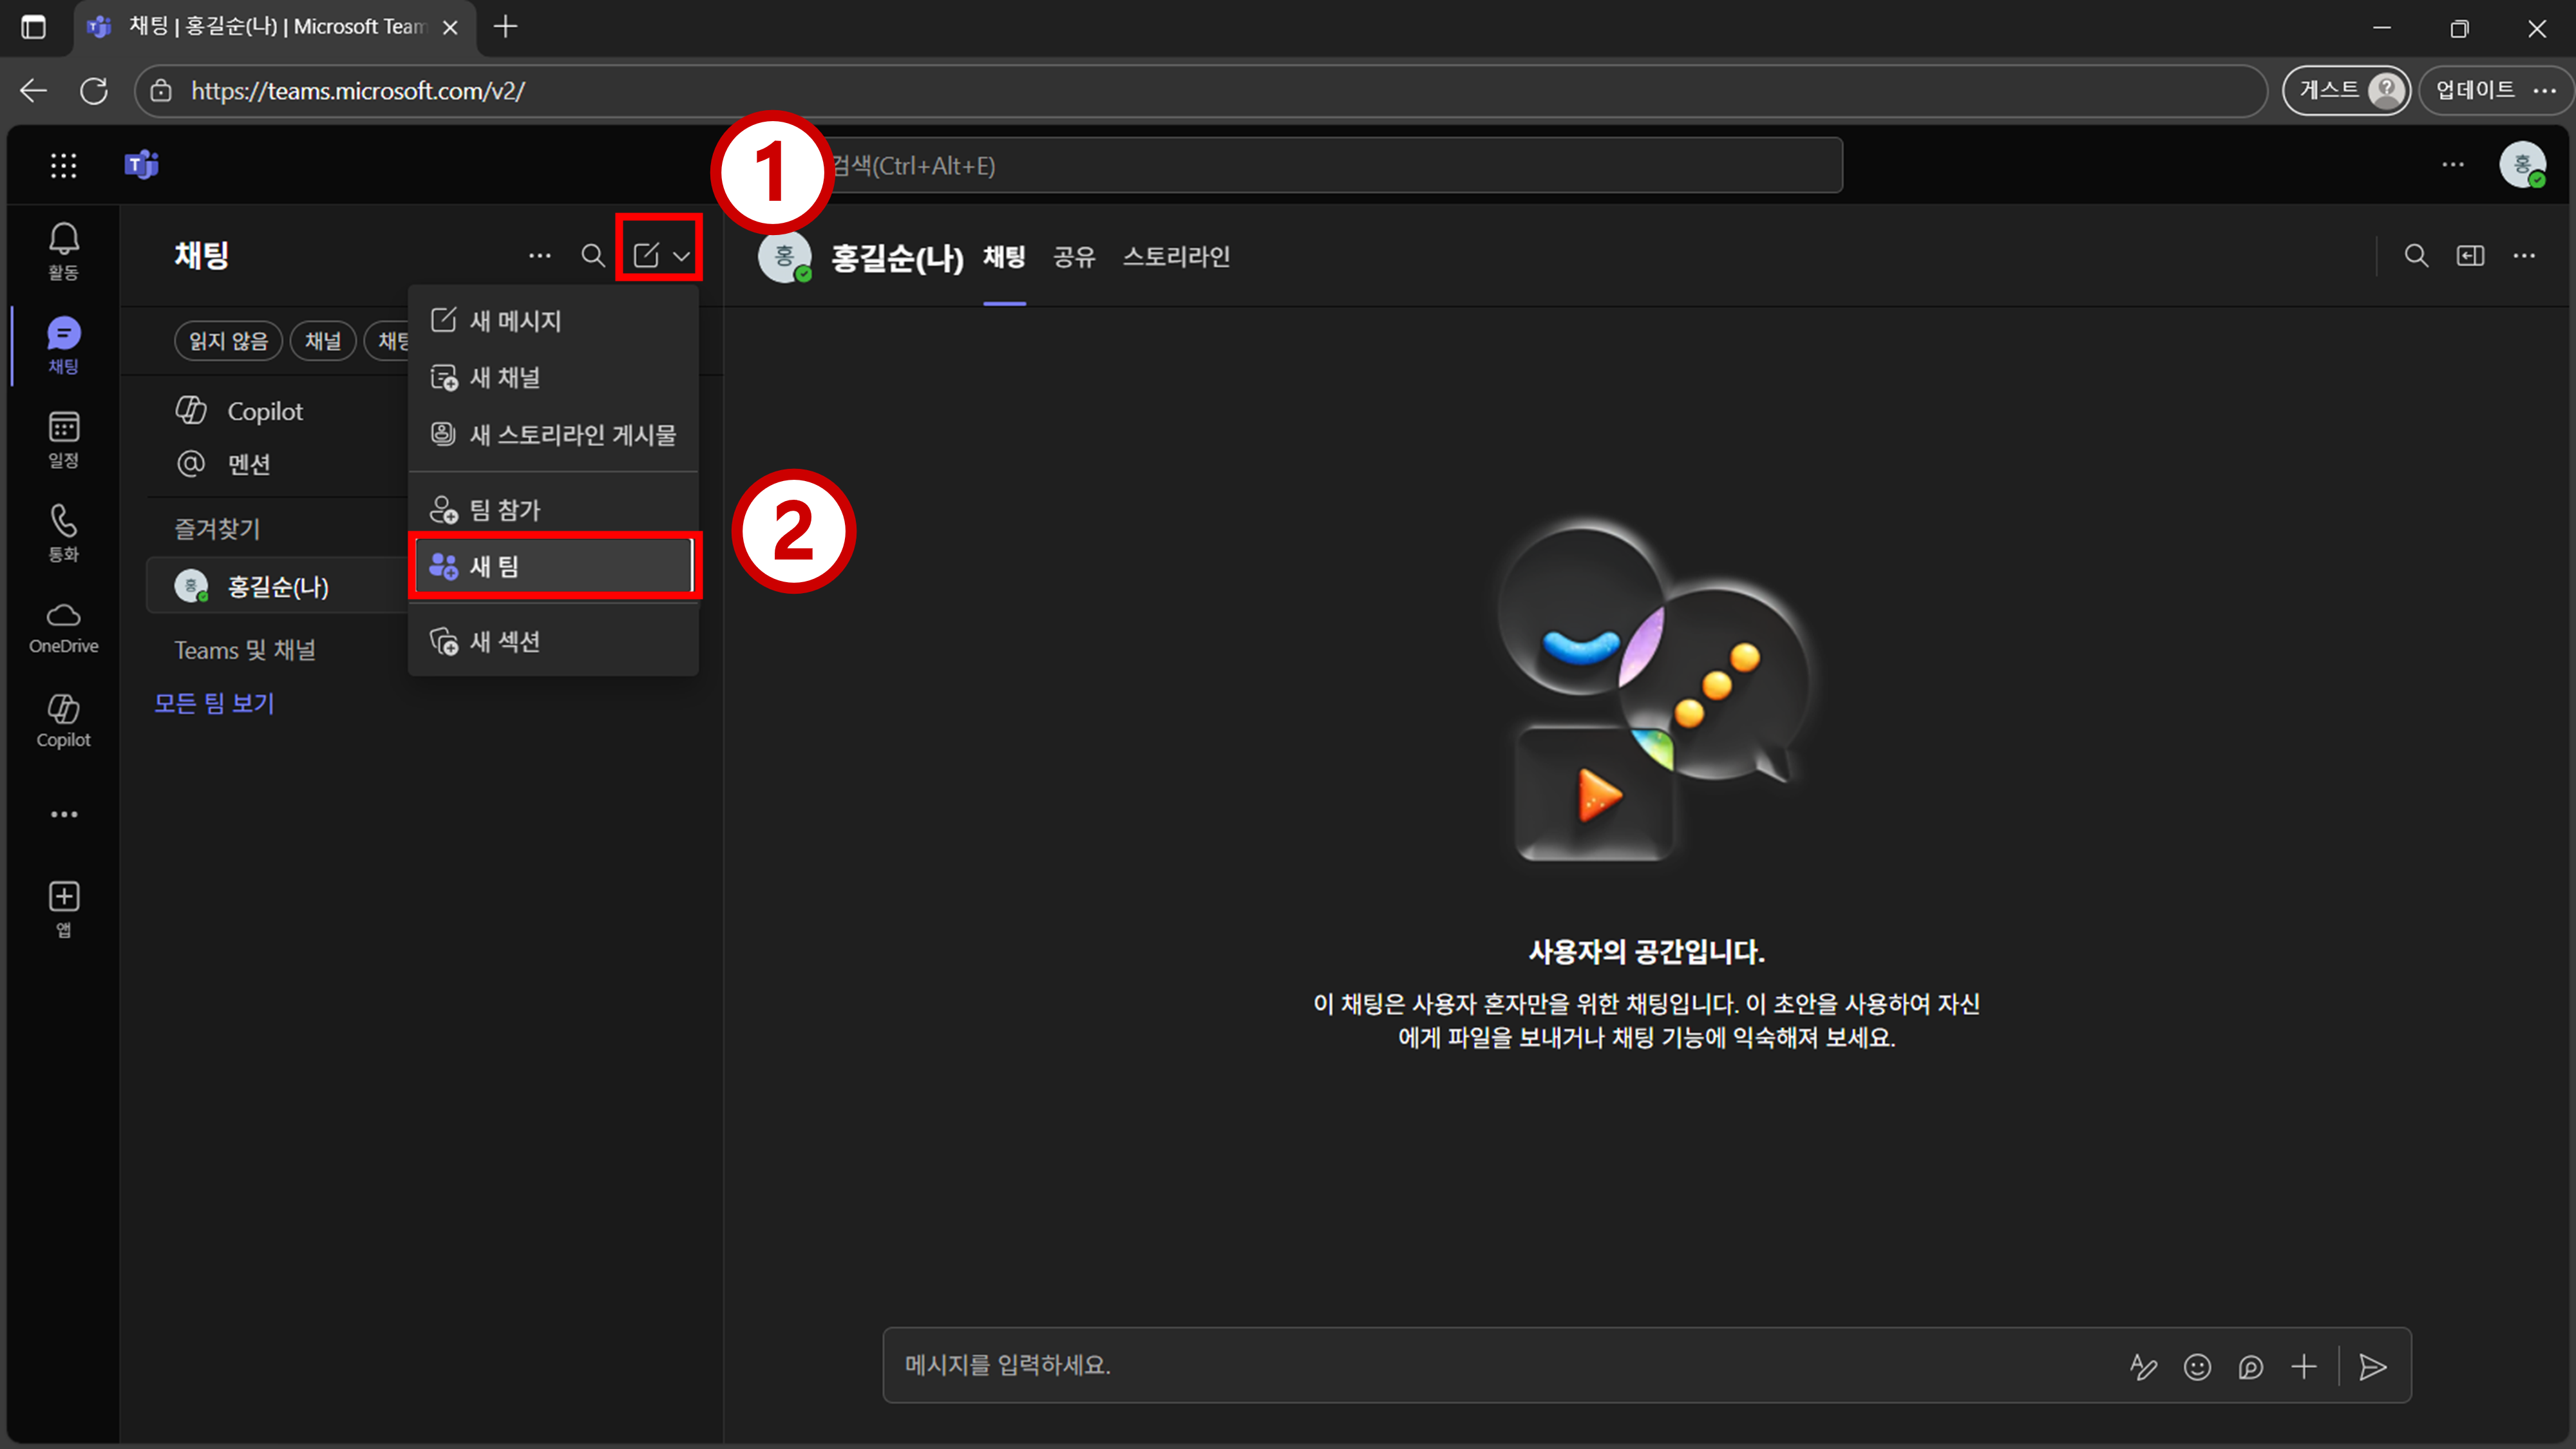 채팅 | 홍길순(나) | Microsoft Team
https://teams.microsoft.com/v2/
게스트
업데이트
검색(Ctrl+Alt+E)
홍
1
활동
채팅
일정
통화
OneDrive
Copilot
앱
채팅
읽지 않음
채널
채팅
Copilot
멘션
즐겨찾기
홍
홍길순(나)
Teams 및 채널
모든 팀 보기
새 메시지
새 채널
새 스토리라인 게시물
팀 참가
새 팀
새 섹션
2
홍
홍길순(나)
채팅
공유
스토리라인
사용자의 공간입니다.
이 채팅은 사용자 혼자만을 위한 채팅입니다. 이 초안을 사용하여 자신
에게 파일을 보내거나 채팅 기능에 익숙해져 보세요.
메시지를 입력하세요.